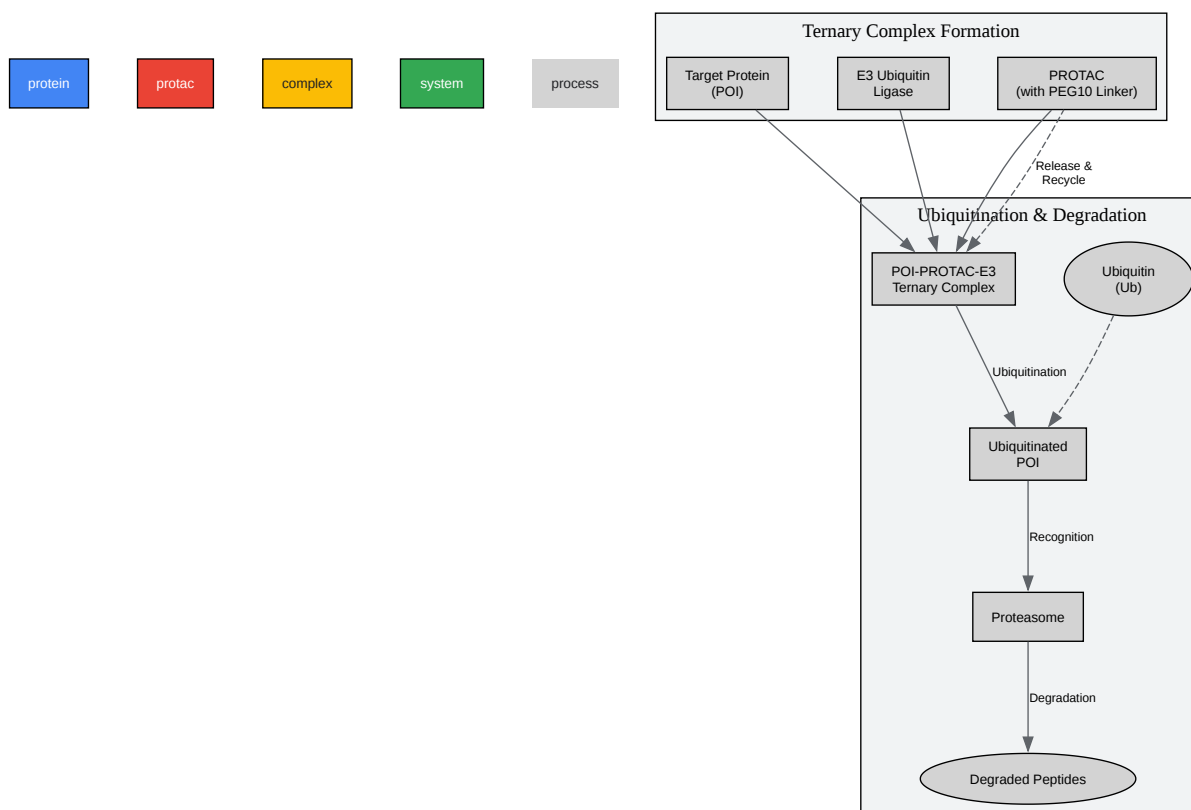 Ternary Complex Formation
protein
protac
complex
system
process
Target Protein
(POI)
E3 Ubiquitin
Ligase
PROTAC
(with PEG10 Linker)
Release &
Recycle
Ubiquitination & Degradation
POI-PROTAC-E3
Ternary Complex
Ubiquitin
(Ub)
Ubiquitination
Ubiquitinated
POI
Recognition
Proteasome
Degradation
Degraded Peptides